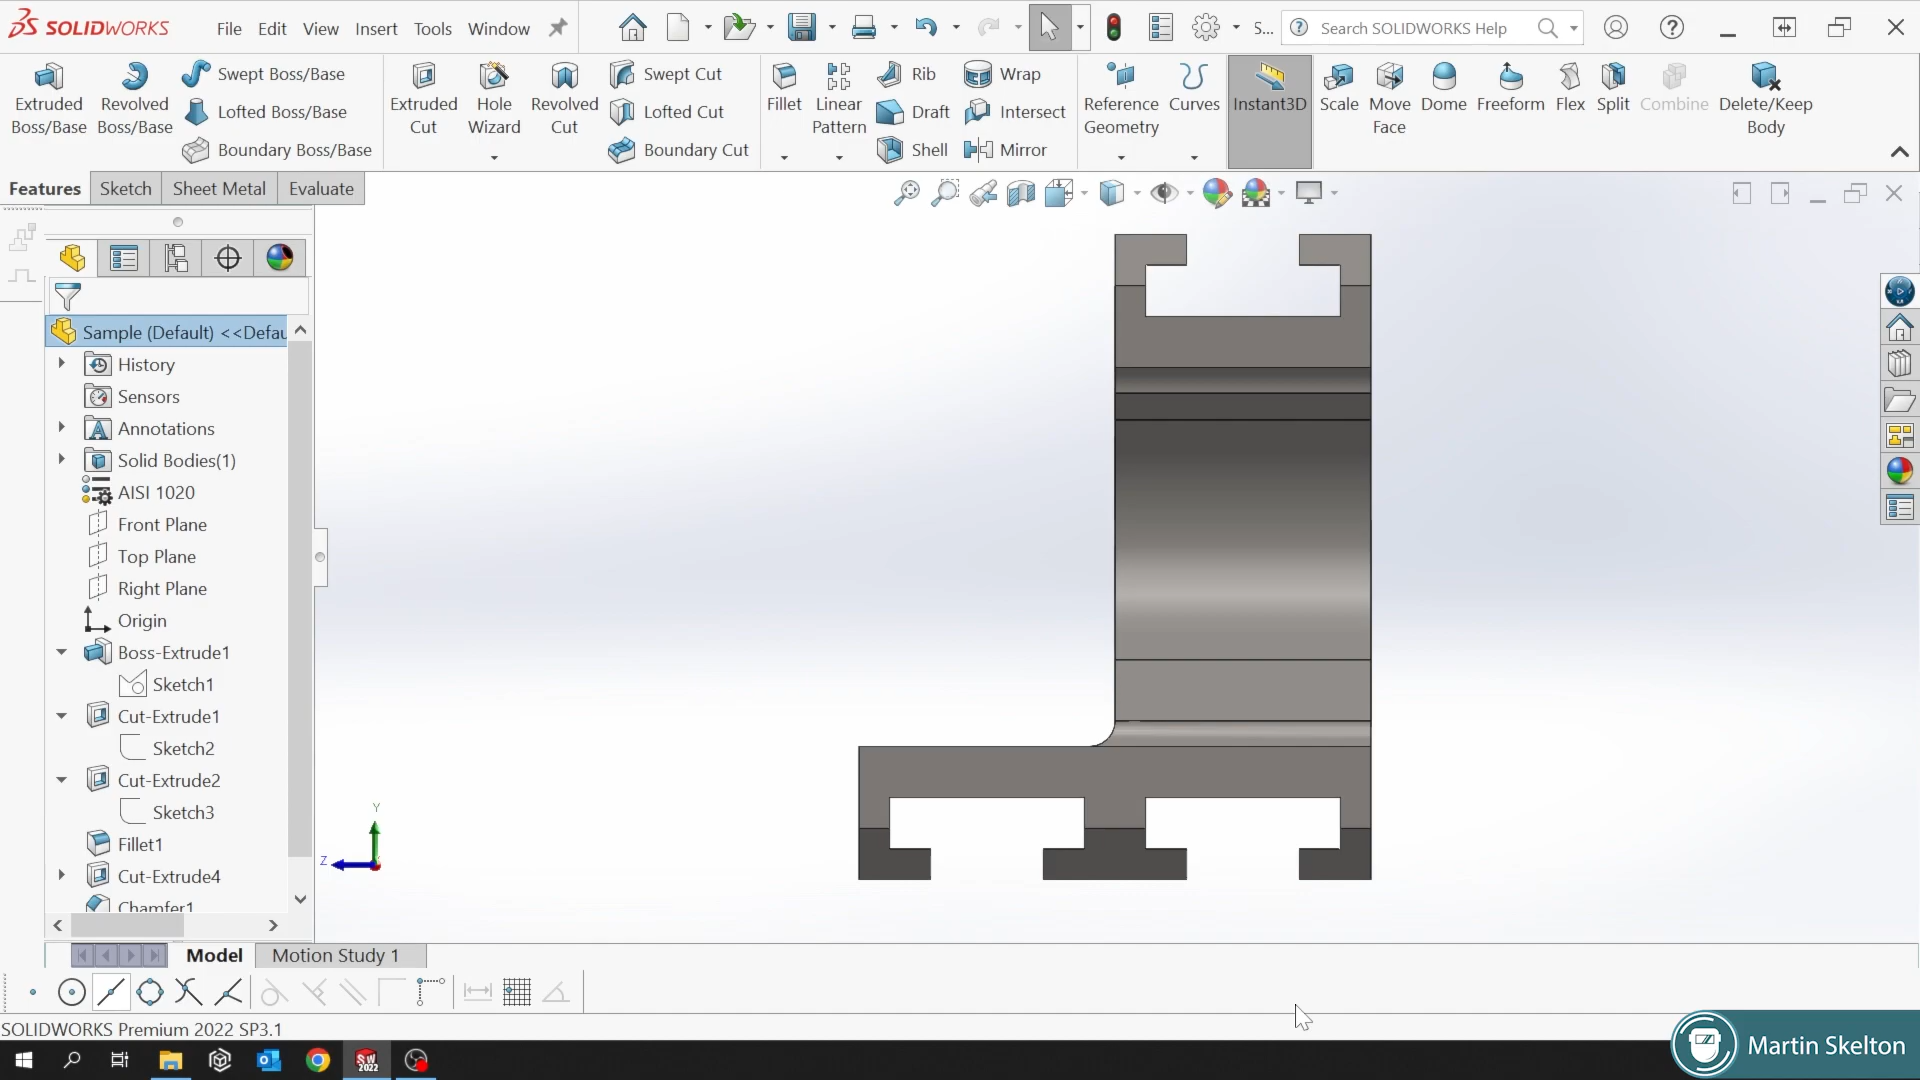 SOLIDWORKS
File Edit View Insert Tools Window
S...
Search SOLIDWORKS Help
Extruded Boss/Base
Revolved Boss/Base
Swept Boss/Base
Lofted Boss/Base
Boundary Boss/Base
Extruded Cut
Hole Wizard
Revolved Cut
Swept Cut
Lofted Cut
Boundary Cut
Fillet
Linear Pattern
Rib
Draft
Shell
Wrap
Intersect
Mirror
Reference Geometry
Curves
Instant3D
Scale
Move Face
Dome
Freeform
Flex
Split
Combine
Delete/Keep Body
Features Sketch Sheet Metal Evaluate
Sample (Default) <<Defau
History
Sensors
Annotations
Solid Bodies(1)
AISI 1020
Front Plane
Top Plane
Right Plane
Origin
Boss-Extrude1
Sketch1
Cut-Extrude1
Sketch2
Cut-Extrude2
Sketch3
Fillet1
Cut-Extrude4
Chamfer1
Y
Z
Model Motion Study 1
SOLIDWORKS Premium 2022 SP3.1
SW 2022
Martin Skelton